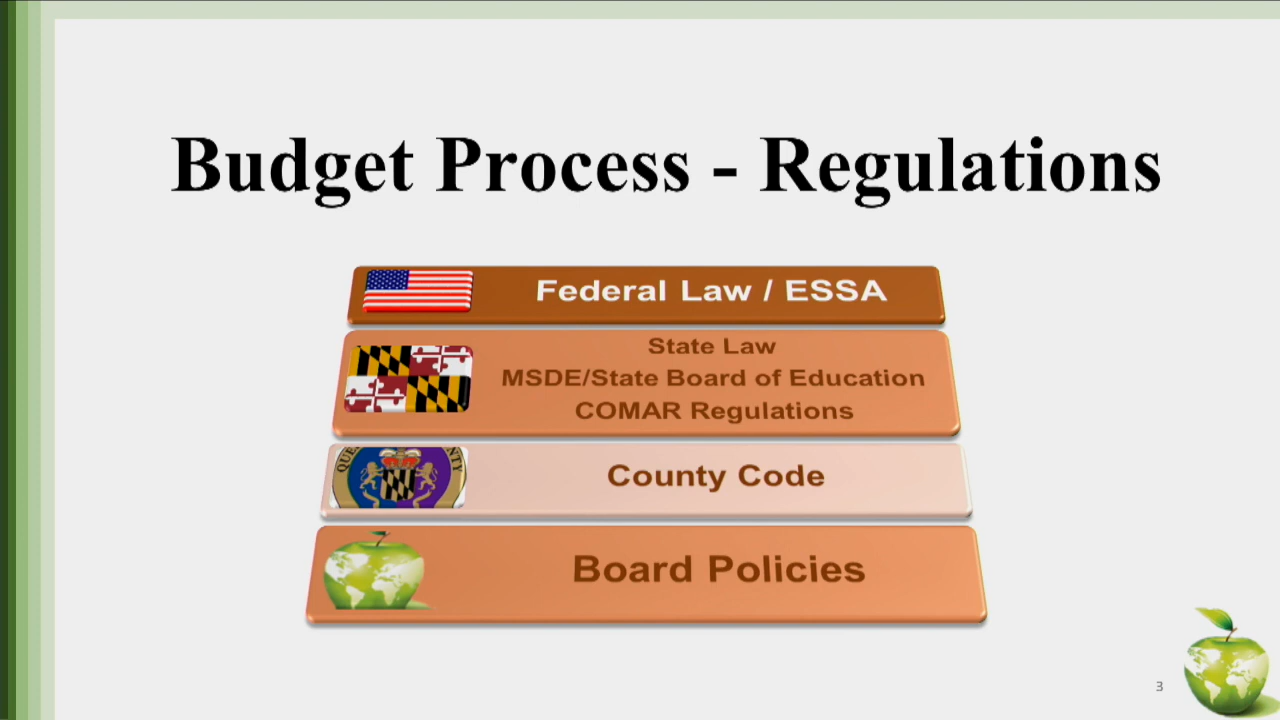 Budget Process - Regulations
Federal Law / ESSA
State Law
MSDE/State Board of Education
COMAR Regulations
County Code
Board Policies
3